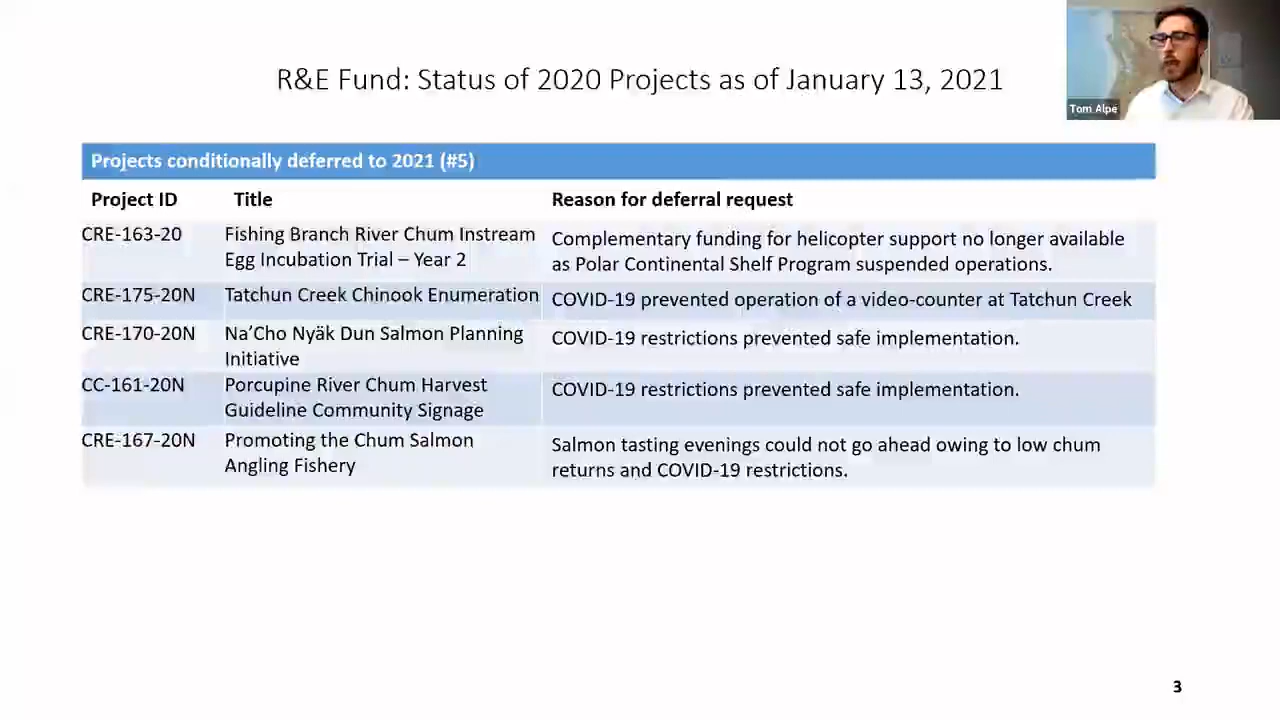 R&E Fund: Status of 2020 Projects as of January 13, 2021
Tom Alpe
Projects conditionally deferred to 2021 (#5)
Project ID Title Reason for deferral request
CRE-163-20 Fishing Branch River Chum Instream
Egg Incubation Trial – Year 2
Complementary funding for helicopter support no longer available
as Polar Continental Shelf Program suspended operations.
CRE-175-20N Tatchun Creek Chinook Enumeration COVID-19 prevented operation of a video-counter at Tatchun Creek
CRE-170-20N Na’Cho Nyäk Dun Salmon Planning
Initiative
COVID-19 restrictions prevented safe implementation.
CC-161-20N Porcupine River Chum Harvest
Guideline Community Signage
COVID-19 restrictions prevented safe implementation.
CRE-167-20N Promoting the Chum Salmon
Angling Fishery
Salmon tasting evenings could not go ahead owing to low chum
returns and COVID-19 restrictions.
3